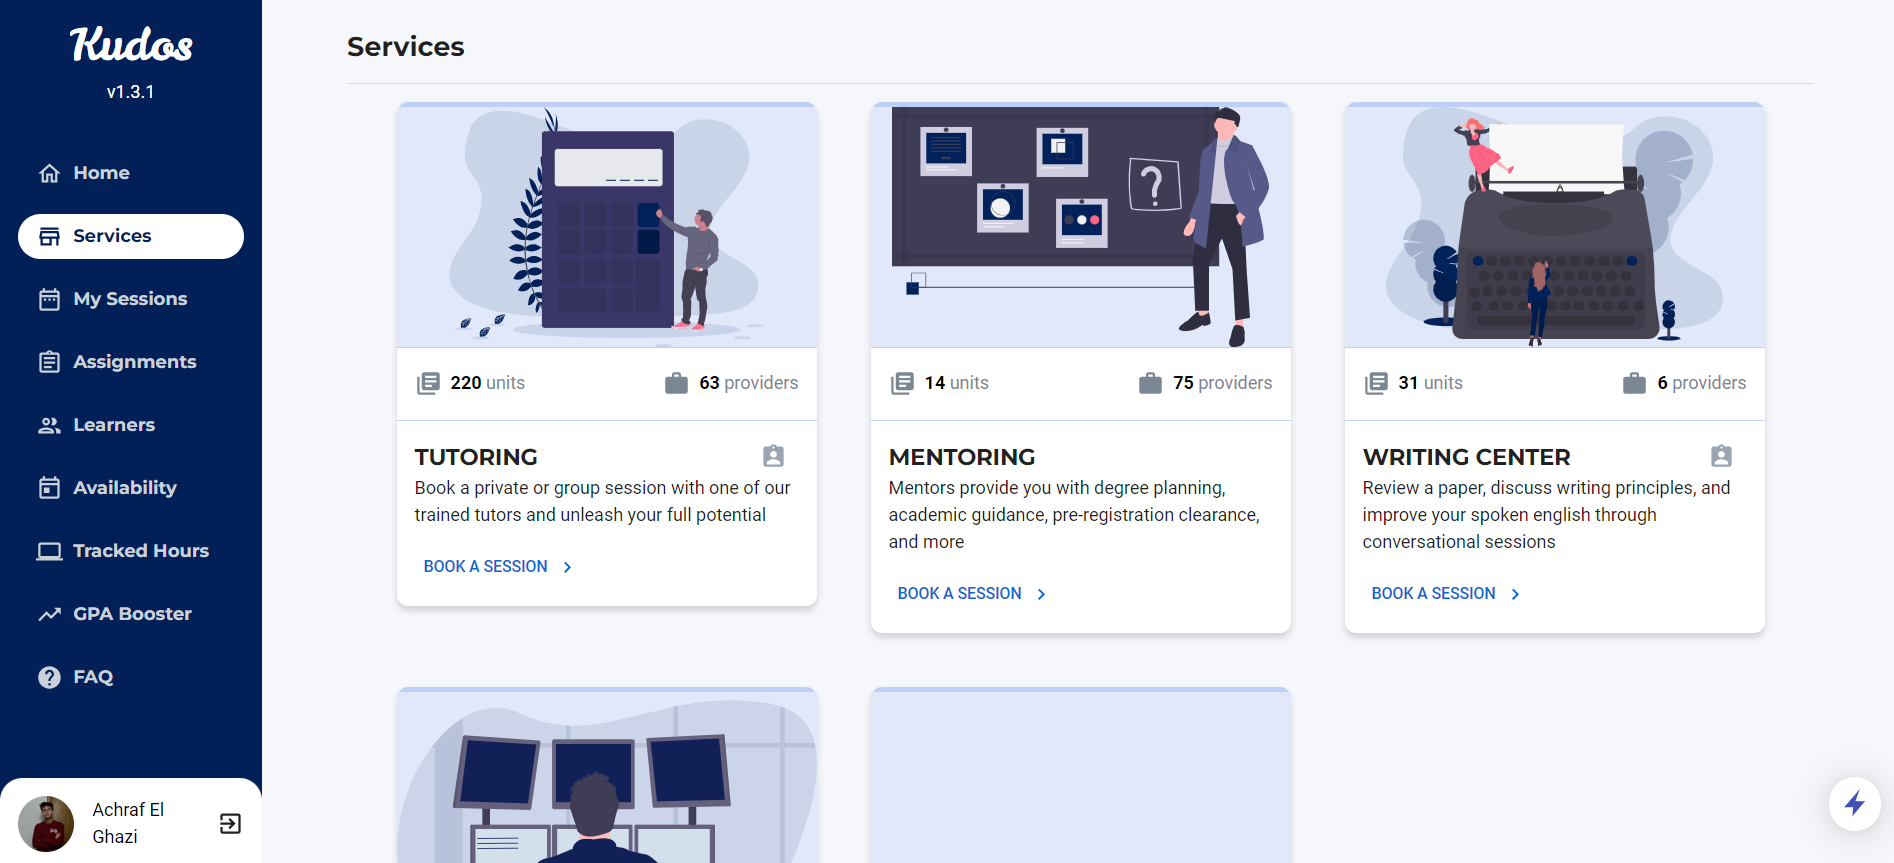 Kudos
v1.3.1
Home
Services
My Sessions
Assignments
Learners
Availability
Tracked Hours
GPA Booster
FAQ
Achraf El
Ghazi
Services
220 units
63 providers
TUTORING
Book a private or group session with one of our
trained tutors and unleash your full potential
BOOK A SESSION
?
14 units
75 providers
MENTORING
Mentors provide you with degree planning,
academic guidance, pre-registration clearance,
and more
BOOK A SESSION
31 units
6 providers
WRITING CENTER
Review a paper, discuss writing principles, and
improve your spoken english through
conversational sessions
BOOK A SESSION